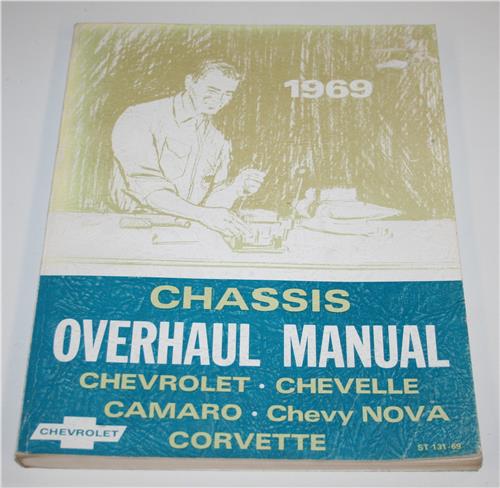 1969
CHASSIS
OVERHAUL MANUAL
CHEVROLET · CHEVELLE
CAMARO · Chevy NOVA
CORVETTE
CHEVROLET
ST 131-69